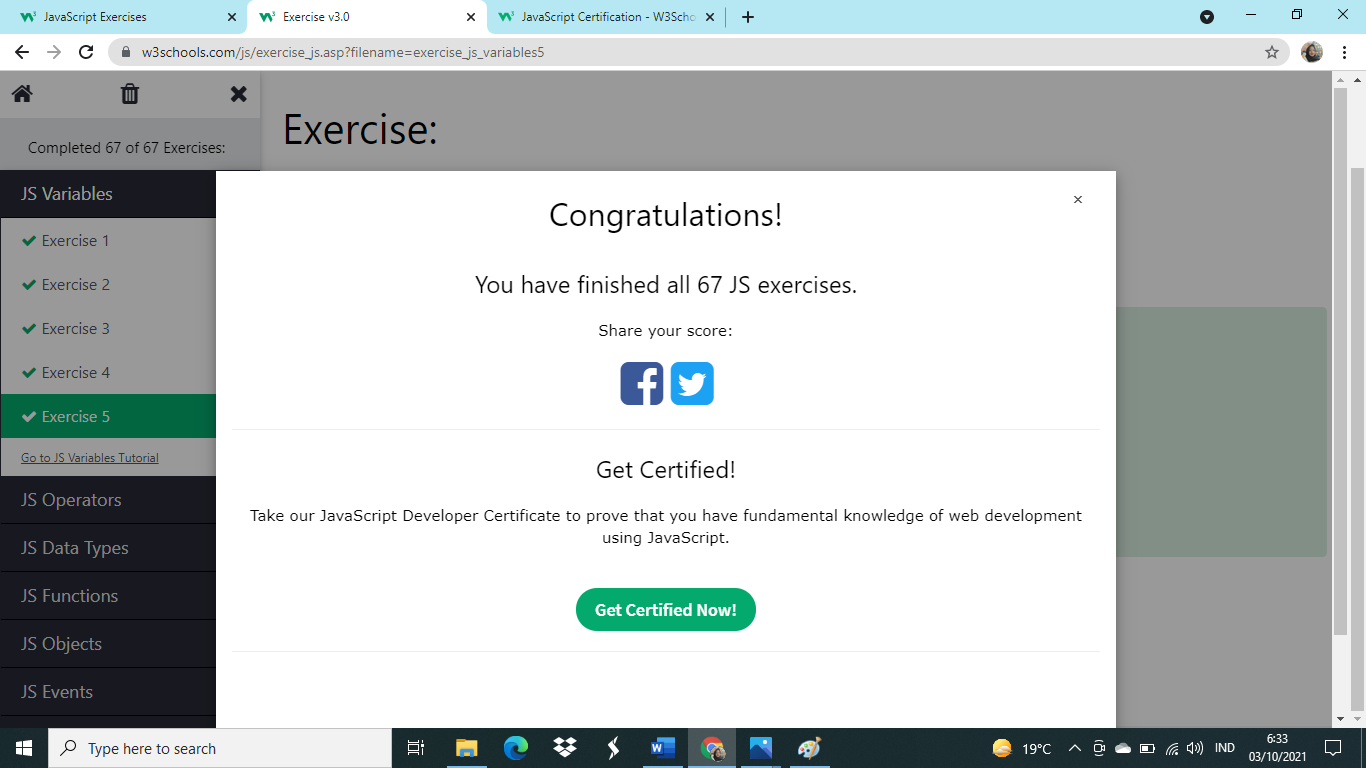 JavaScript Exercises
Exercise v3.0
JavaScript Certification - W3Scho
w3schools.com/js/exercise_js.asp?filename=exercise_js_variables5
Completed 67 of 67 Exercises:
JS Variables
Exercise 1
Exercise 2
Exercise 3
Exercise 4
Exercise 5
Go to JS Variables Tutorial
JS Operators
JS Data Types
JS Functions
JS Objects
JS Events
Exercise:
×
Congratulations!
You have finished all 67 JS exercises.
Share your score:
Get Certified!
Take our JavaScript Developer Certificate to prove that you have fundamental knowledge of web development
using JavaScript.
Get Certified Now!
Type here to search
19°C
IND
6:33
03/10/2021